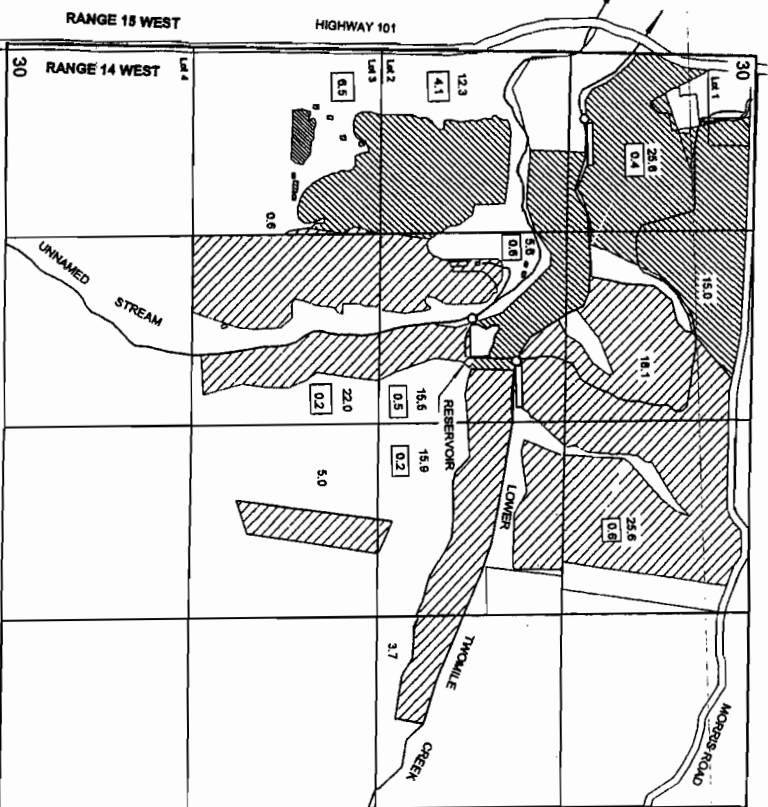 RANGE 15 WEST
HIGHWAY 101
RANGE 14 WEST
30
Lot 4
Lot 3
Lot 2
Lot 1
30
6.5
4.1
12.3
25.6
0.4
0.6
5.6
0.6
15.0
UNNAMED
STREAM
18.1
22.0
0.2
15.5
0.5
RESERVOIR
15.9
0.2
LOWER
5.0
25.6
0.6
3.7
TWOMILE
CREEK
MORRIS ROAD